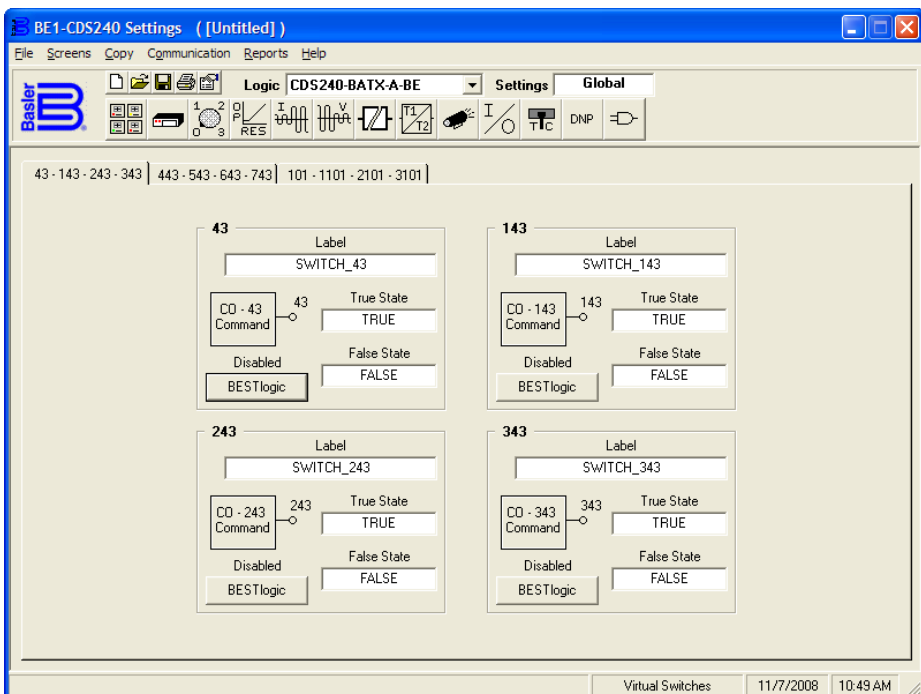 BE1-CDS240 Settings ( [Untitled] )
File Screens Copy Communication Reports Help
Basler
Logic CDS240-BATX-A-BE Settings Global
0 1 2 3
O P RES
I
V
T1 T2
I O
T C
DNP
43 - 143 - 243 - 343 443 - 543 - 643 - 743 101 - 1101 - 2101 - 3101
43
Label
SWITCH_43
CO - 43
Command
43
True State
TRUE
Disabled
BESTlogic
False State
FALSE
143
Label
SWITCH_143
CO - 143
Command
143
True State
TRUE
Disabled
BESTlogic
False State
FALSE
243
Label
SWITCH_243
CO - 243
Command
243
True State
TRUE
Disabled
BESTlogic
False State
FALSE
343
Label
SWITCH_343
CO - 343
Command
343
True State
TRUE
Disabled
BESTlogic
False State
FALSE
Virtual Switches 11/7/2008 10:49 AM